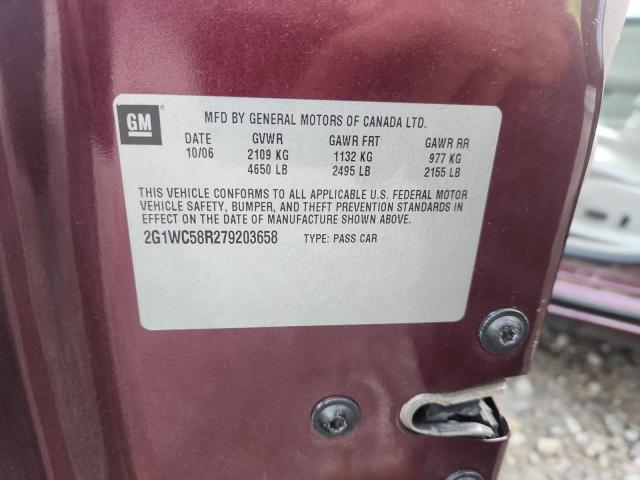 GM
MFD BY GENERAL MOTORS OF CANADA LTD.
DATE GVWR GAWR FRT GAWR RR
10/06 2109 KG 1132 KG 977 KG
4650 LB 2495 LB 2155 LB
THIS VEHICLE CONFORMS TO ALL APPLICABLE U.S. FEDERAL MOTOR
VEHICLE SAFETY, BUMPER, AND THEFT PREVENTION STANDARDS IN
EFFECT ON THE DATE OF MANUFACTURE SHOWN ABOVE.
2G1WC58R279203658 TYPE: PASS CAR